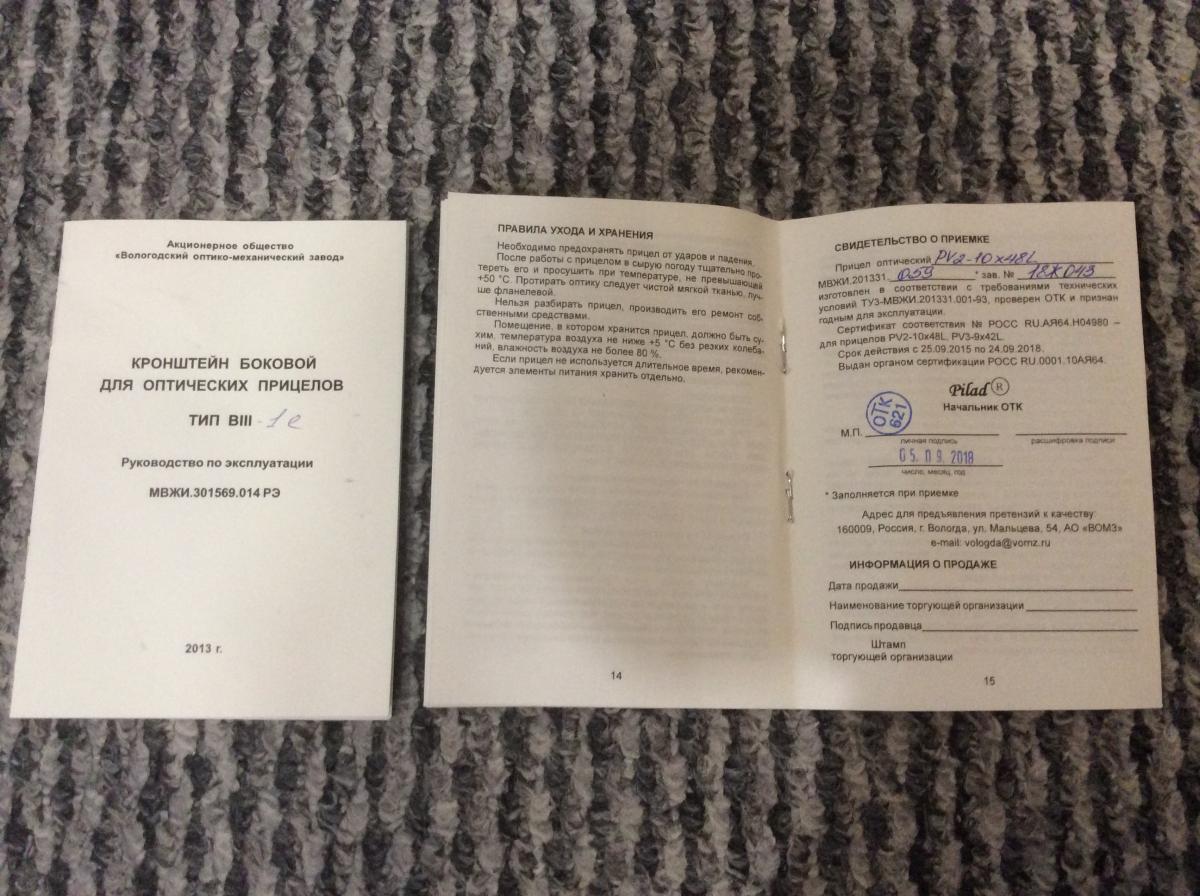 Акционерное общество
«Вологодский оптико-механический завод»
КРОНШТЕЙН БОКОВОЙ
ДЛЯ ОПТИЧЕСКИХ ПРИЦЕЛОВ
ТИП BIII -1е
Руководство по эксплуатации
МВЖИ.301569.014 РЭ
2013 г.
ПРАВИЛА УХОДА И ХРАНЕНИЯ
Необходимо предохранять прицел от ударов и падения.
После работы с прицелом в сырую погоду тщательно про-
тереть его и просушить при температуре, не превышающей
+50 °С. Протирать оптику следует чистой мягкой тканью, луч-
ше фланелевой.
Нельзя разбирать прицел, производить его ремонт соб-
ственными средствами.
Помещение, в котором хранится прицел, должно быть су-
хим, температура воздуха не ниже +5 °С без резких колеба-
ний, влажность воздуха не более 80 %.
Если прицел не используется длительное время, рекомен-
дуется элементы питания хранить отдельно.
14
СВИДЕТЕЛЬСТВО О ПРИЕМКЕ
Прицел оптический PV2-10x48L
МВЖИ.201331. 059 * зав. № 18Ж043
изготовлен в соответствии с требованиями технических
условий ТУ3-МВЖИ.201331.001-93, проверен ОТК и признан
годным для эксплуатации.
Сертификат соответствия № РОСС RU.АЯ64.Н04980 –
для прицелов PV2-10x48L, PV3-9x42L.
Срок действия с 25.09.2015 по 24.09.2018.
Выдан органом сертификации РОСС RU.0001.10АЯ64.
Pilad ®
Начальник ОТК
ОТК
621
М.П.
личная подпись расшифровка подписи
05.09.2018
число, месяц, год
* Заполняется при приемке
Адрес для предъявления претензий к качеству:
160009, Россия, г. Вологда, ул. Мальцева, 54, АО «ВОМЗ»
e-mail: vologda@vomz.ru
ИНФОРМАЦИЯ О ПРОДАЖЕ
Дата продажи
Наименование торгующей организации
Подпись продавца
Штамп
торгующей организации
15